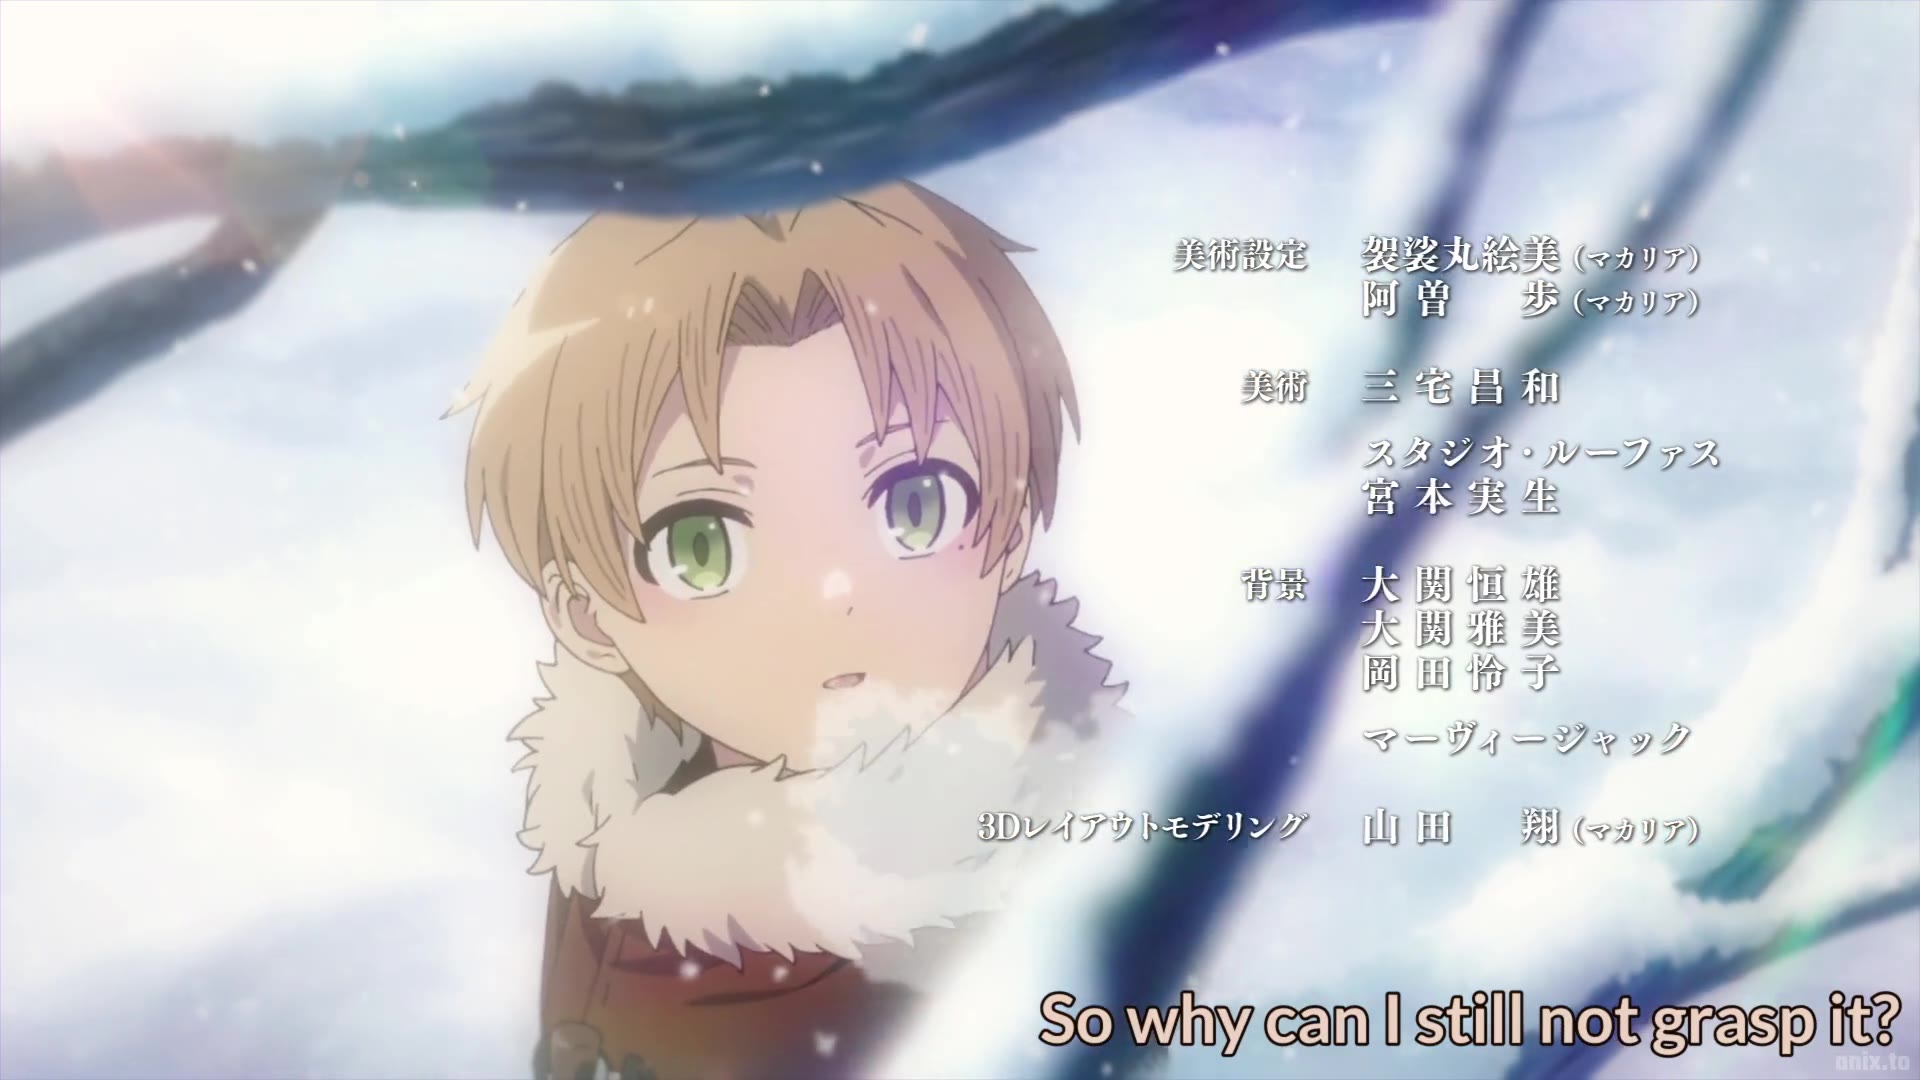 美術設定 袈裟丸絵美(マカリア)
阿曽 歩(マカリア)
美術 三宅昌和
スタジオ・ルーファス
宮本実生
背景 大関恒雄
大関雅美
岡田怜子
マーヴィージャック
3Dレイアウトモデリング 山田 翔(マカリア)
So why can I still not grasp it?
anix.to